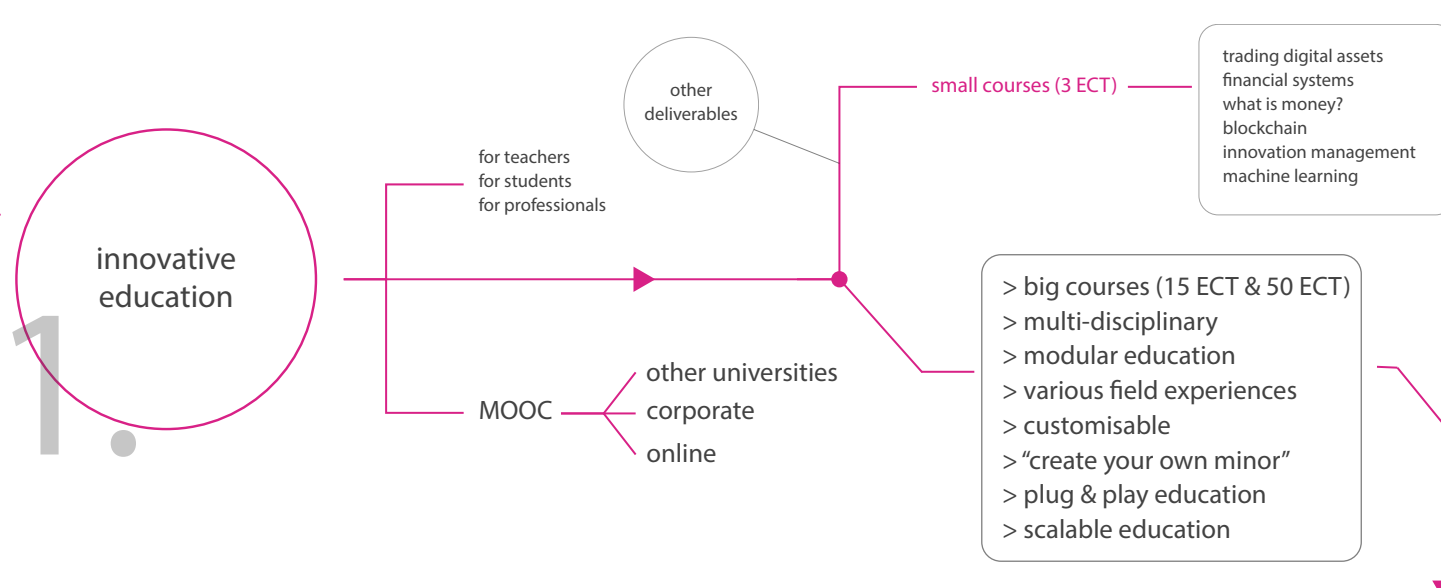 1.
innovative
education
for teachers
for students
for professionals
MOOC
other universities
corporate
online
other
deliverables
small courses (3 ECT)
trading digital assets
financial systems
what is money?
blockchain
innovation management
machine learning
> big courses (15 ECT & 50 ECT)
> multi-disciplinary
> modular education
> various field experiences
> customisable
> “create your own minor”
> plug & play education
> scalable education